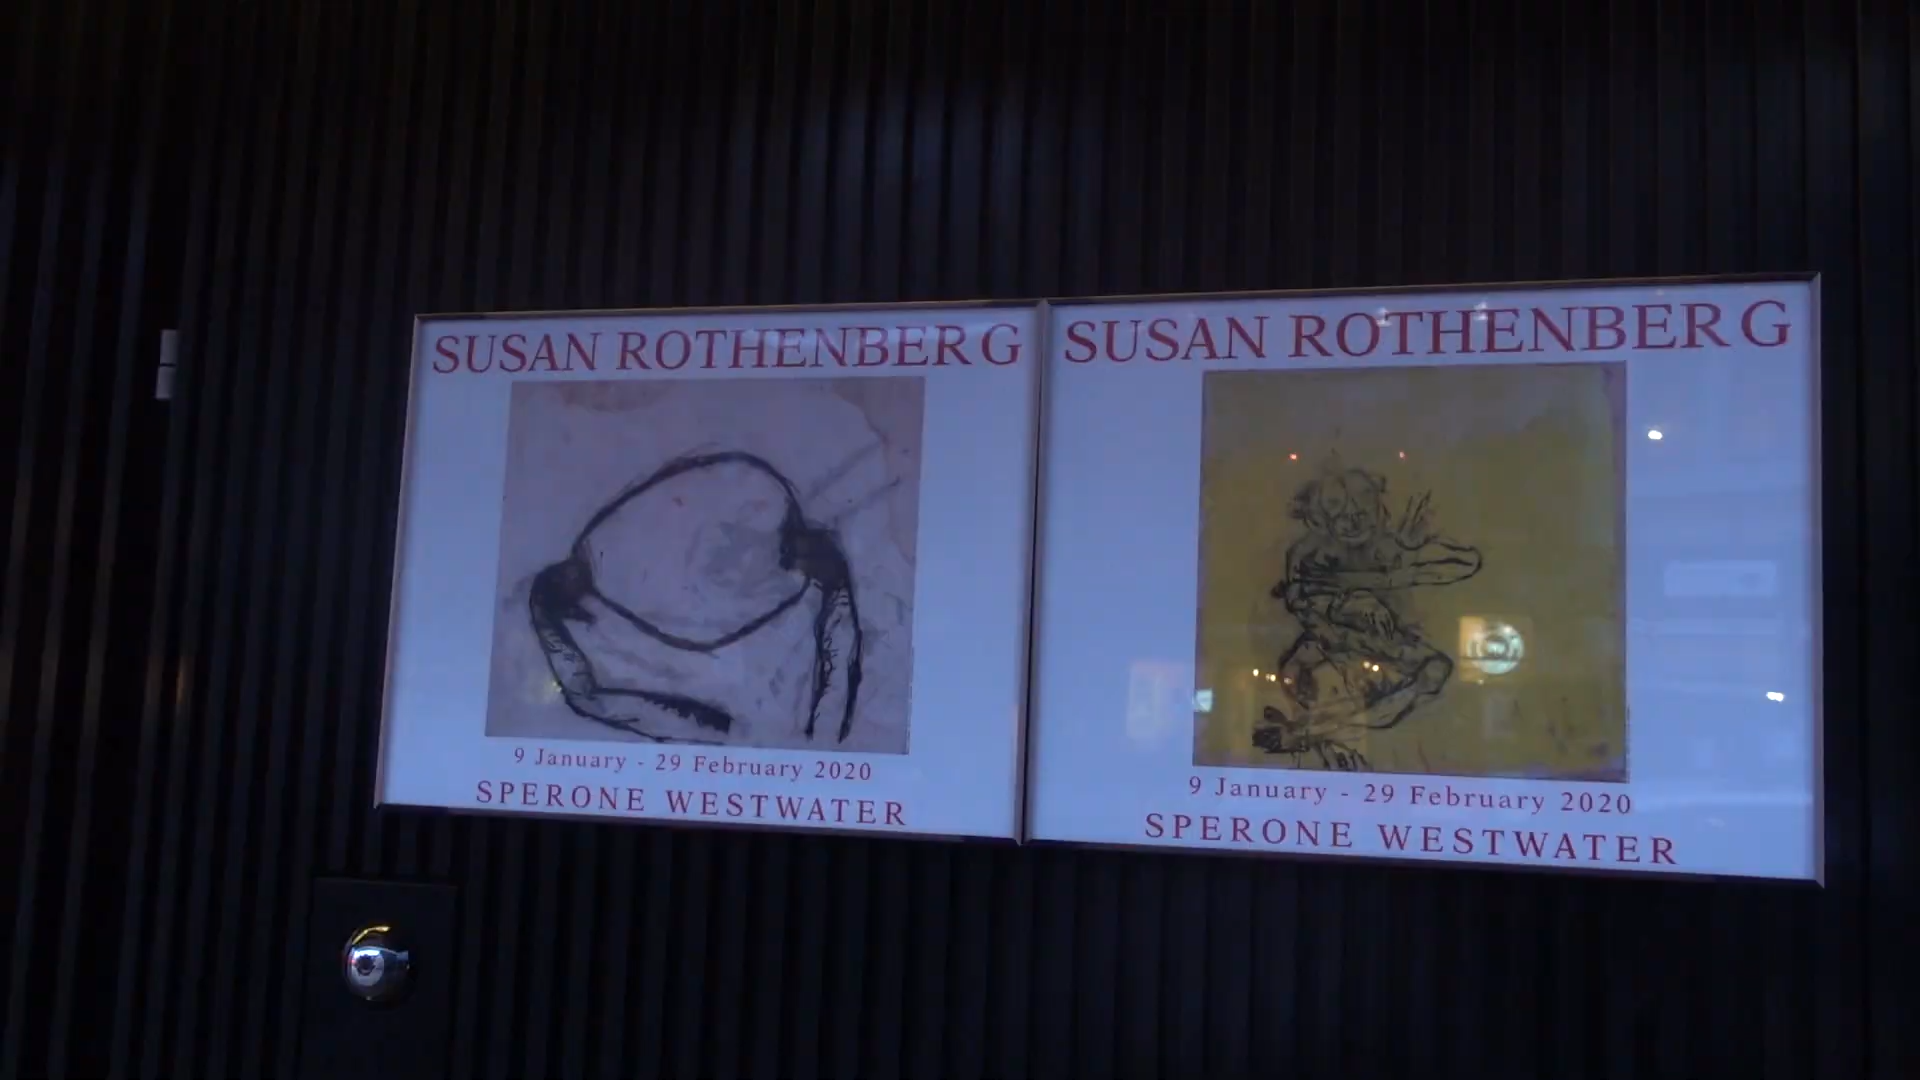 SUSAN ROTHENBERG
9 January - 29 February 2020
SPERONE WESTWATER
SUSAN ROTHENBERG
9 January - 29 February 2020
SPERONE WESTWATER